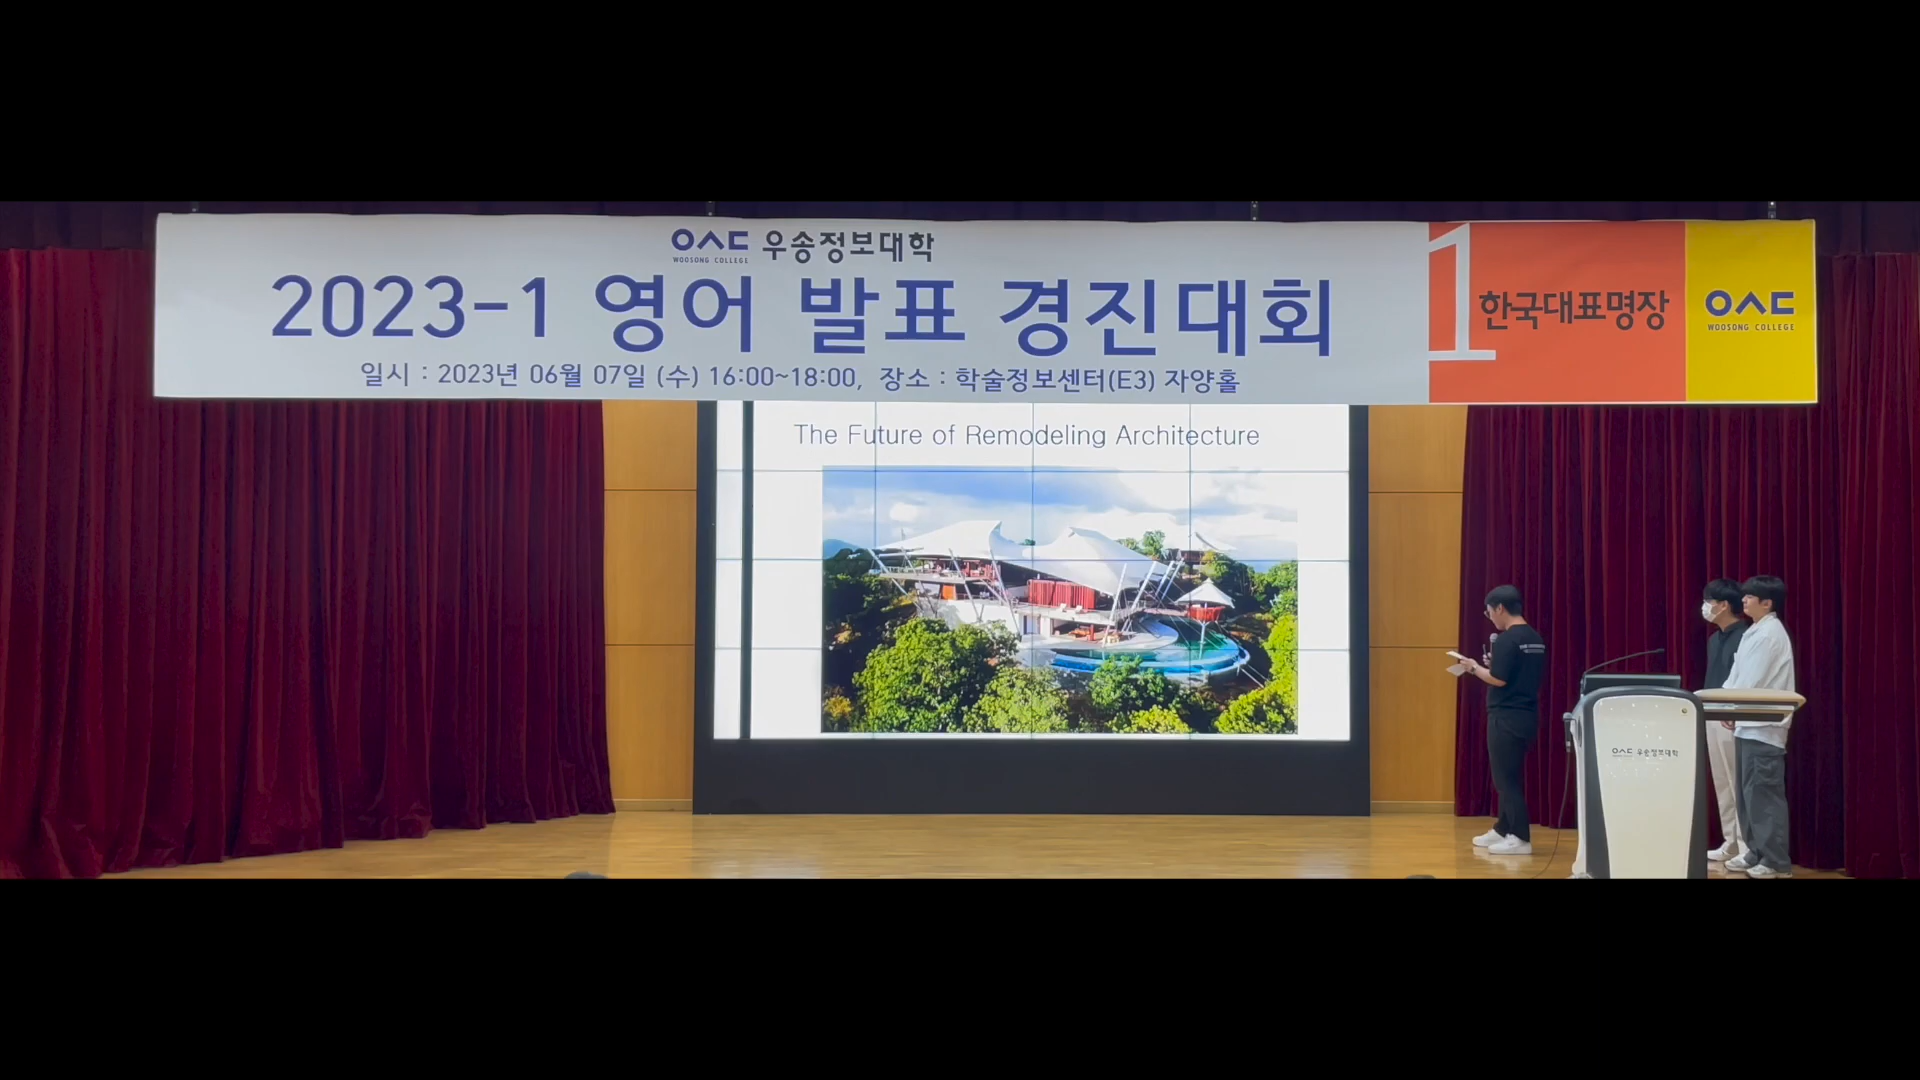 우송정보대학
WOOSONG COLLEGE
2023-1 영어 발표 경진대회
일시 : 2023년 06월 07일 (수) 16:00~18:00, 장소 : 학술정보센터(E3) 자양홀
1 한국대표명장
WOOSONG COLLEGE
The Future of Remodeling Architecture
우송정보대학